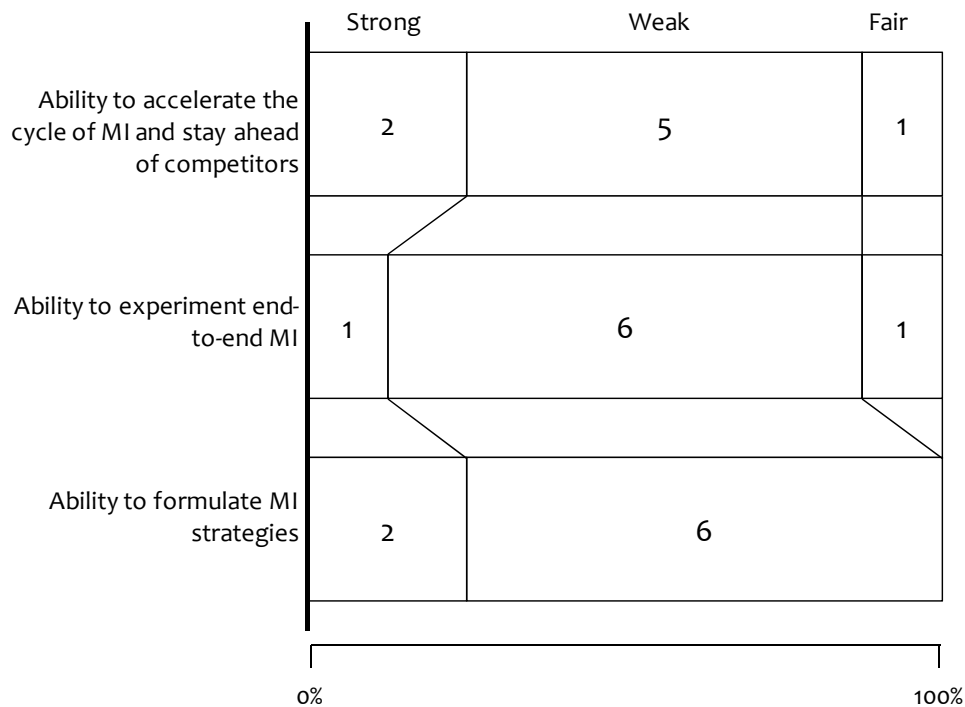 Strong Weak Fair
Ability to accelerate the
cycle of MI and stay ahead
of competitors
2 5 1
Ability to experiment end-
to-end MI
1 6 1
Ability to formulate MI
strategies
2 6
0% 100%